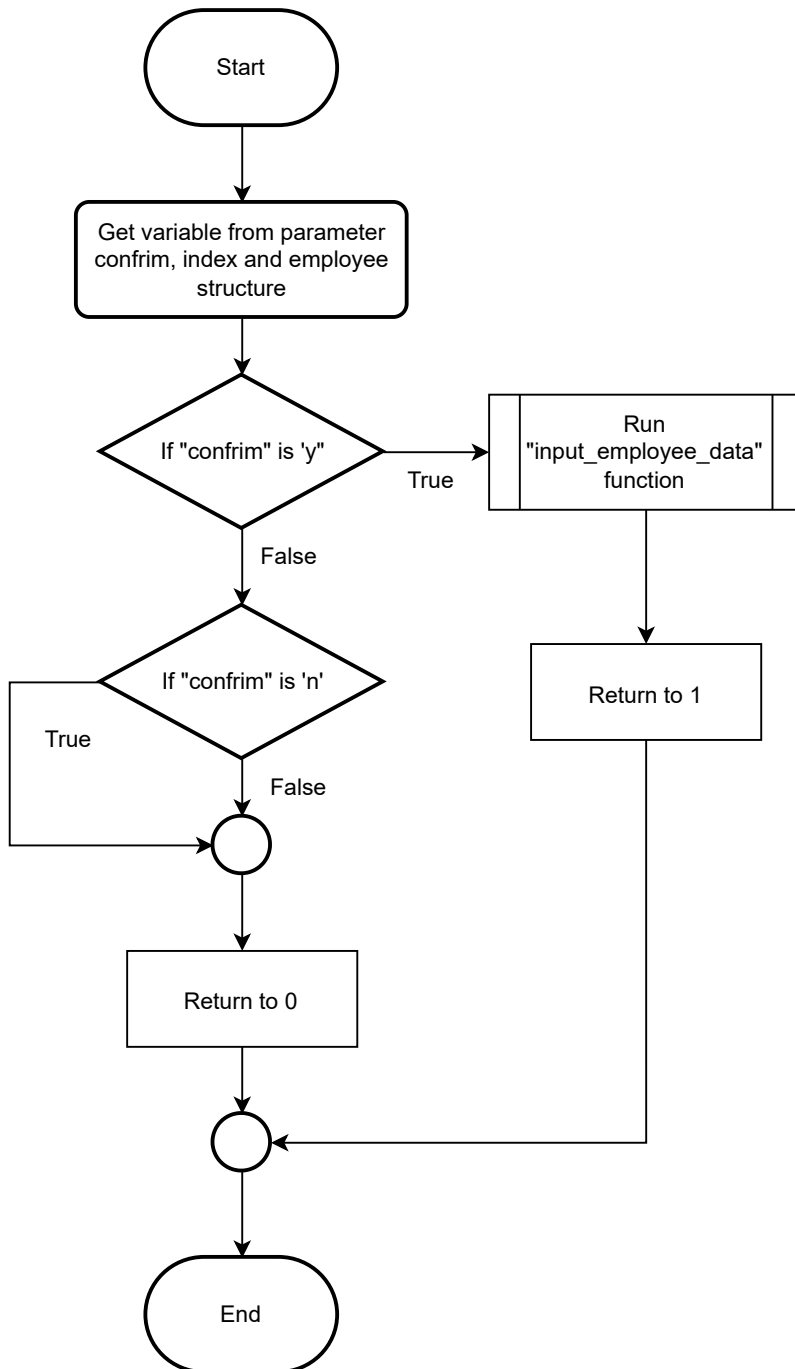 Start
Get variable from parameter
confrim, index and employee
structure
If "confrim" is 'y"
True
Run
"input_employee_data"
function
False
If "confrim" is 'n'
True
False
Return to 1
Return to 0
End